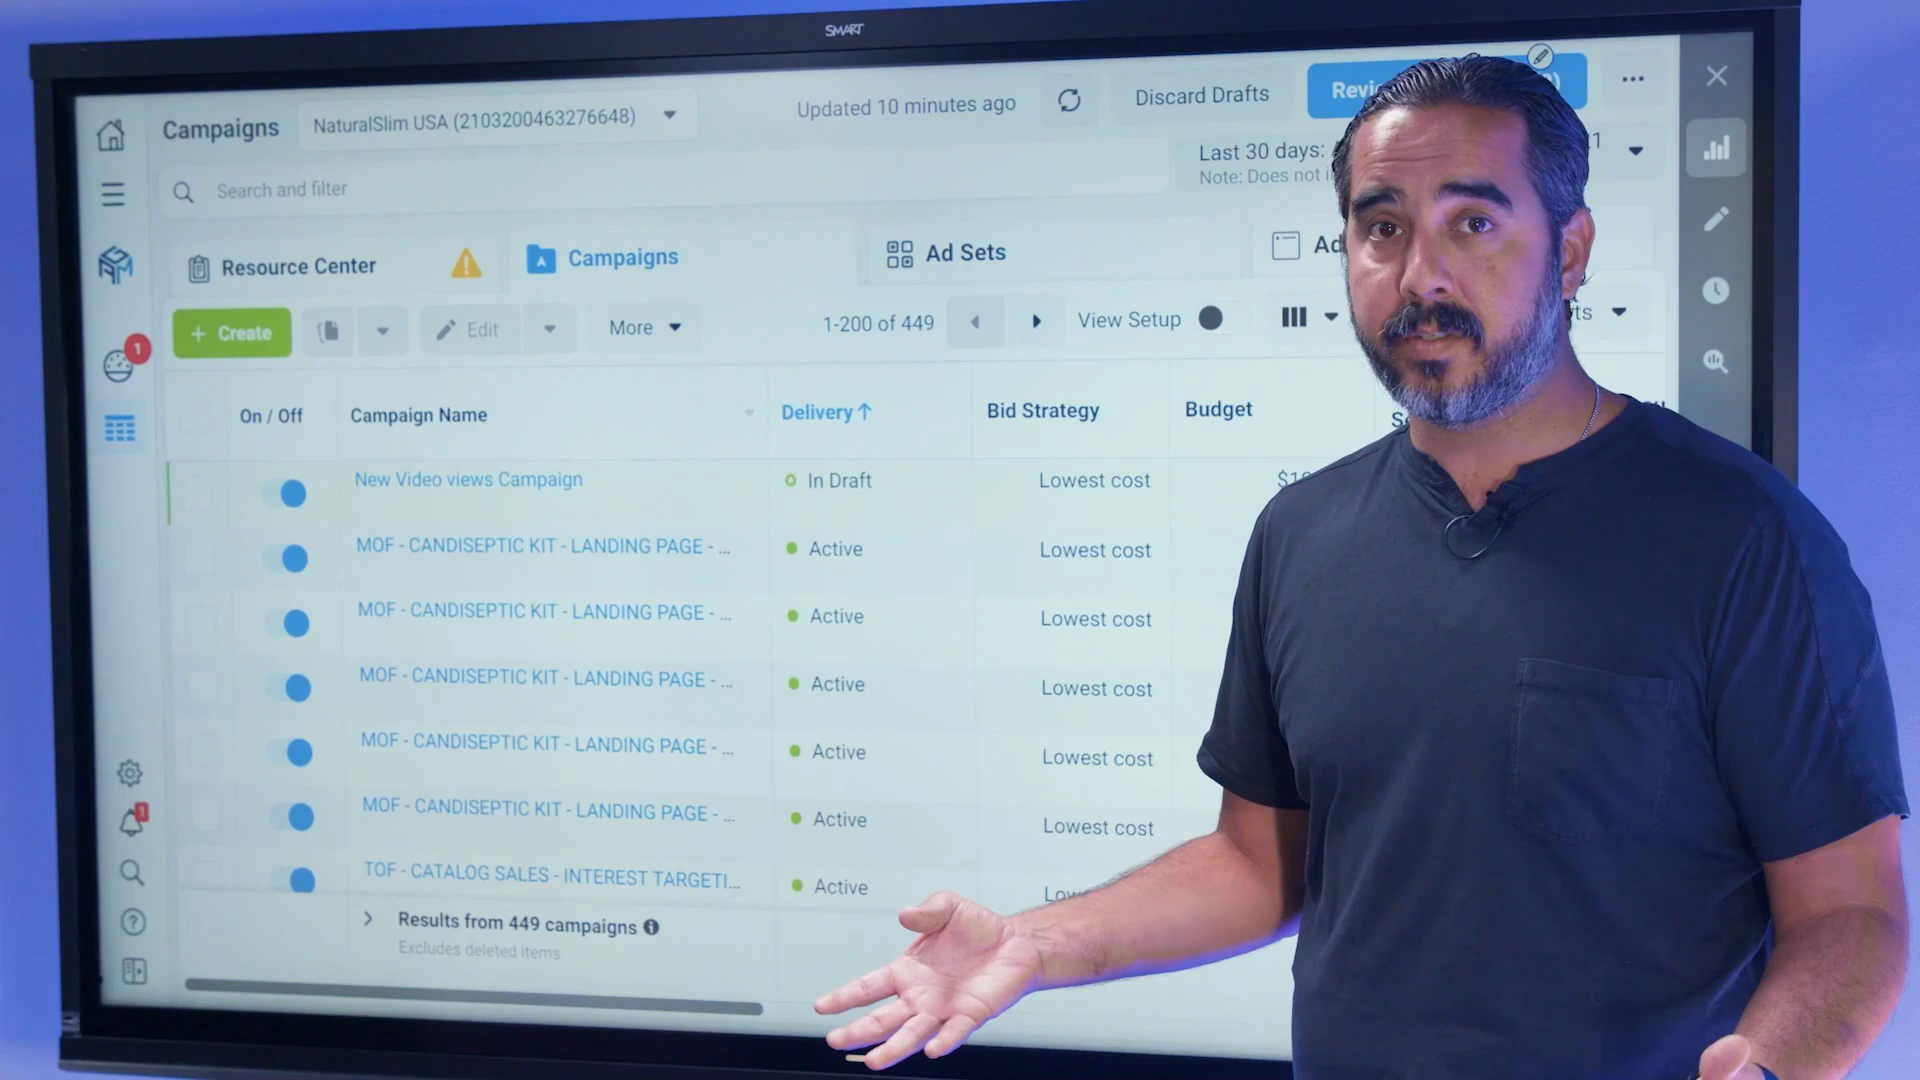 SMART
Campaigns
NaturalSlim USA (2103200463276648)
Updated 10 minutes ago
Discard Drafts
Last 30 days:
Note: Does not
Search and filter
Resource Center
Campaigns
Ad Sets
+ Create
Edit
More
1-200 of 449
View Setup
On / Off
Campaign Name
Delivery ↑
Bid Strategy
Budget
New Video views Campaign
In Draft
Lowest cost
MOF - CANDISEPTIC KIT - LANDING PAGE - ...
Active
Lowest cost
MOF - CANDISEPTIC KIT - LANDING PAGE - ...
Active
Lowest cost
MOF - CANDISEPTIC KIT - LANDING PAGE - ...
Active
Lowest cost
MOF - CANDISEPTIC KIT - LANDING PAGE - ...
Active
Lowest cost
MOF - CANDISEPTIC KIT - LANDING PAGE - ...
Active
Lowest cost
TOF - CATALOG SALES - INTEREST TARGETI...
Active
Results from 449 campaigns
Excludes deleted items
1
1